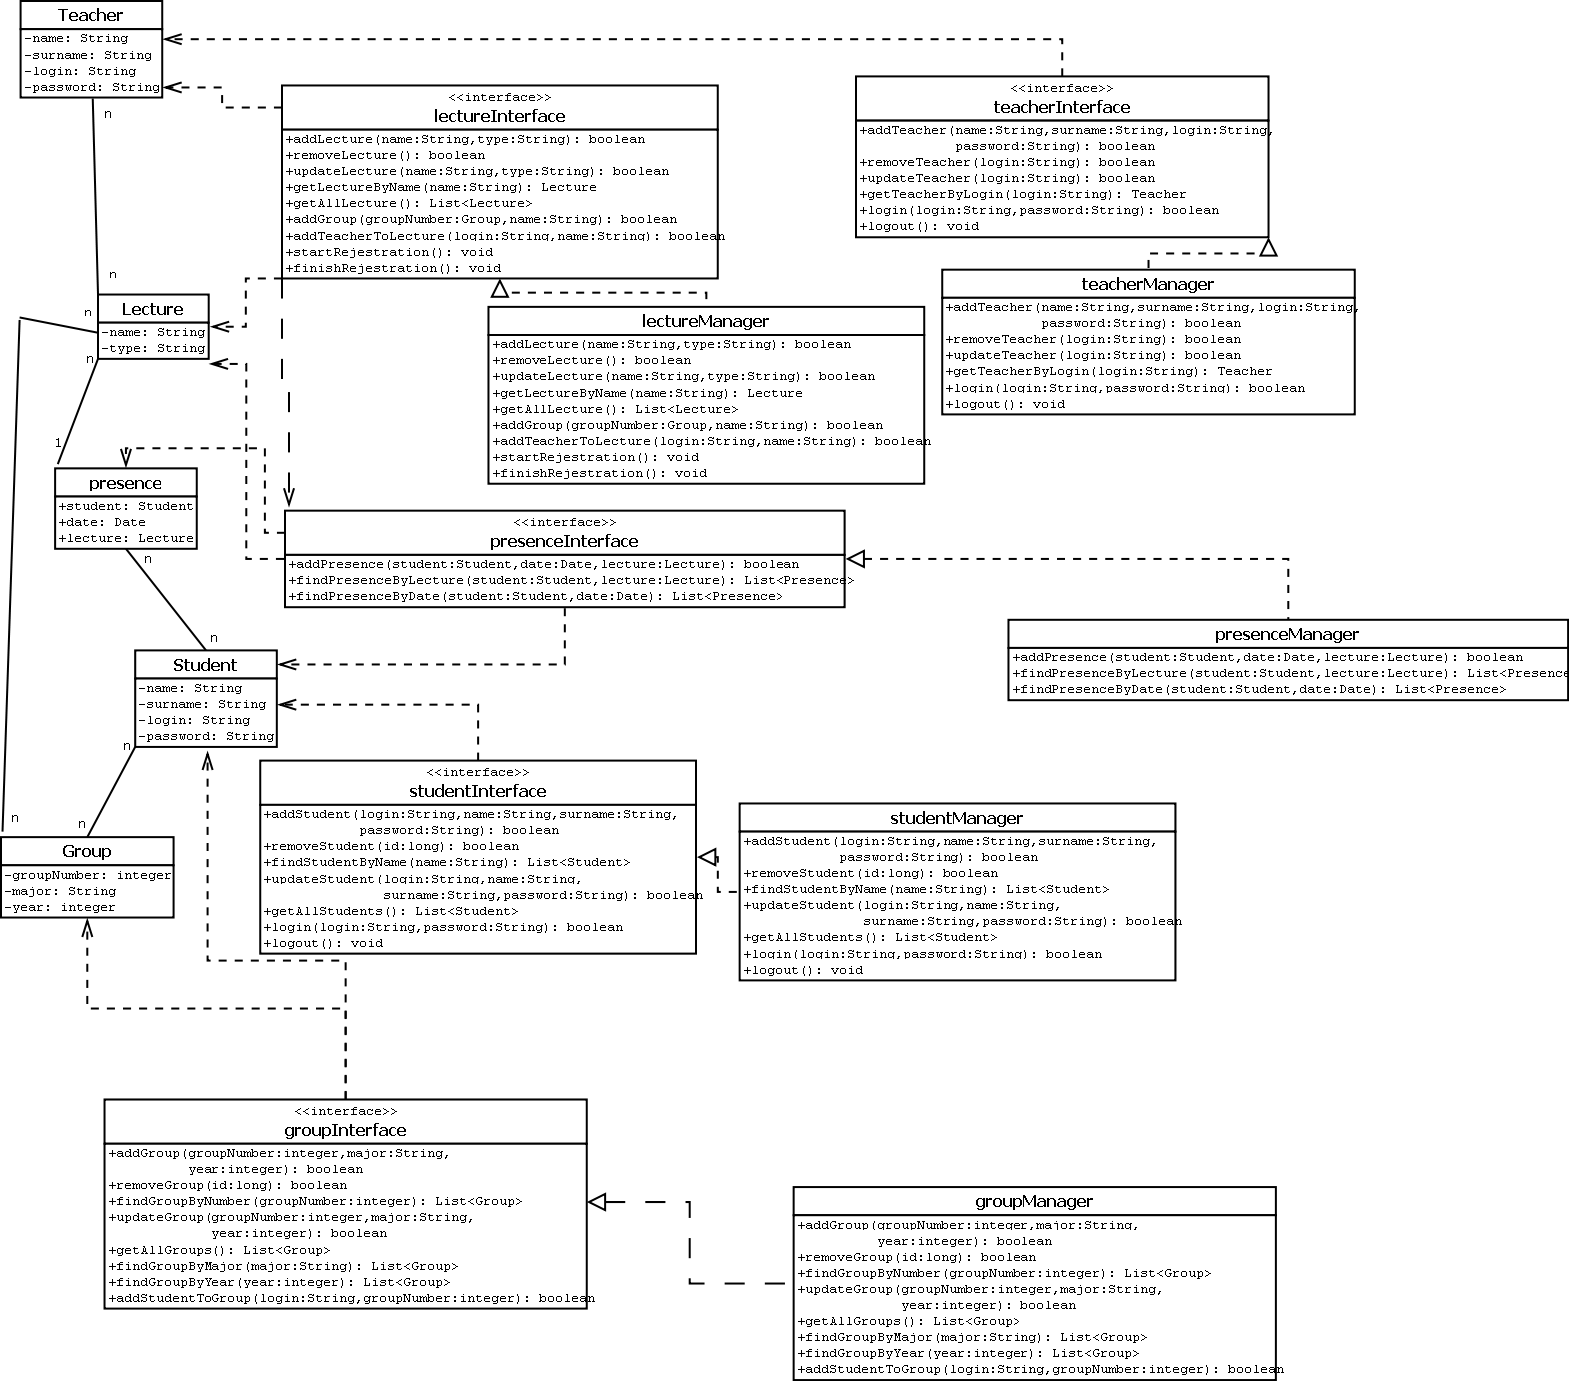 Teacher
-name: String
-surname: String
-login: String
-password: String
n
n
<<interface>>
lectureInterface
+addLecture(name:String,type:String): boolean
+removeLecture(): boolean
+updateLecture(name:String,type:String): boolean
+getLectureByName(name:String): Lecture
+getAllLecture(): List<Lecture>
+addGroup(groupNumber:Group,name:String): boolean
+addTeacherToLecture(login:String,name:String): boolean
+startRejestration(): void
+finishRejestration(): void
<<interface>>
teacherInterface
+addTeacher(name:String,surname:String,login:String,
password:String): boolean
+removeTeacher(login:String): boolean
+updateTeacher(login:String): boolean
+getTeacherByLogin(login:String): Teacher
+login(login:String,password:String): boolean
+logout(): void
teacherManager
+addTeacher(name:String,surname:String,login:String,
password:String): boolean
+removeTeacher(login:String): boolean
+updateTeacher(login:String): boolean
+getTeacherByLogin(login:String): Teacher
+login(login:String,password:String): boolean
+logout(): void
n
Lecture
-name: String
-type: String
n
1
lectureManager
+addLecture(name:String,type:String): boolean
+removeLecture(): boolean
+updateLecture(name:String,type:String): boolean
+getLectureByName(name:String): Lecture
+getAllLecture(): List<Lecture>
+addGroup(groupNumber:Group,name:String): boolean
+addTeacherToLecture(login:String,name:String): boolean
+startRejestration(): void
+finishRejestration(): void
presence
+student: Student
+date: Date
+lecture: Lecture
n
n
<<interface>>
presenceInterface
+addPresence(student:Student,date:Date,lecture:Lecture): boolean
+findPresenceByLecture(student:Student,lecture:Lecture): List<Presence>
+findPresenceByDate(student:Student,date:Date): List<Presence>
presenceManager
+addPresence(student:Student,date:Date,lecture:Lecture): boolean
+findPresenceByLecture(student:Student,lecture:Lecture): List<Presence
+findPresenceByDate(student:Student,date:Date): List<Presence>
Student
-name: String
-surname: String
-login: String
-password: String
n
n
n
<<interface>>
studentInterface
+addStudent(login:String,name:String,surname:String,
password:String): boolean
+removeStudent(id:long): boolean
+findStudentByName(name:String): List<Student>
+updateStudent(login:String,name:String,
surname:String,password:String): boolean
+getAllStudents(): List<Student>
+login(login:String,password:String): boolean
+logout(): void
studentManager
+addStudent(login:String,name:String,surname:String,
password:String): boolean
+removeStudent(id:long): boolean
+findStudentByName(name:String): List<Student>
+updateStudent(login:String,name:String,
surname:String,password:String): boolean
+getAllStudents(): List<Student>
+login(login:String,password:String): boolean
+logout(): void
Group
-groupNumber: integer
-major: String
-year: integer
<<interface>>
groupInterface
+addGroup(groupNumber:integer,major:String,
year:integer): boolean
+removeGroup(id:long): boolean
+findGroupByNumber(groupNumber:integer): List<Group>
+updateGroup(groupNumber:integer,major:String,
year:integer): boolean
+getAllGroups(): List<Group>
+findGroupByMajor(major:String): List<Group>
+findGroupByYear(year:integer): List<Group>
+addStudentToGroup(login:String,groupNumber:integer): boolean
groupManager
+addGroup(groupNumber:integer,major:String,
year:integer): boolean
+removeGroup(id:long): boolean
+findGroupByNumber(groupNumber:integer): List<Group>
+updateGroup(groupNumber:integer,major:String,
year:integer): boolean
+getAllGroups(): List<Group>
+findGroupByMajor(major:String): List<Group>
+findGroupByYear(year:integer): List<Group>
+addStudentToGroup(login:String,groupNumber:integer): boolean